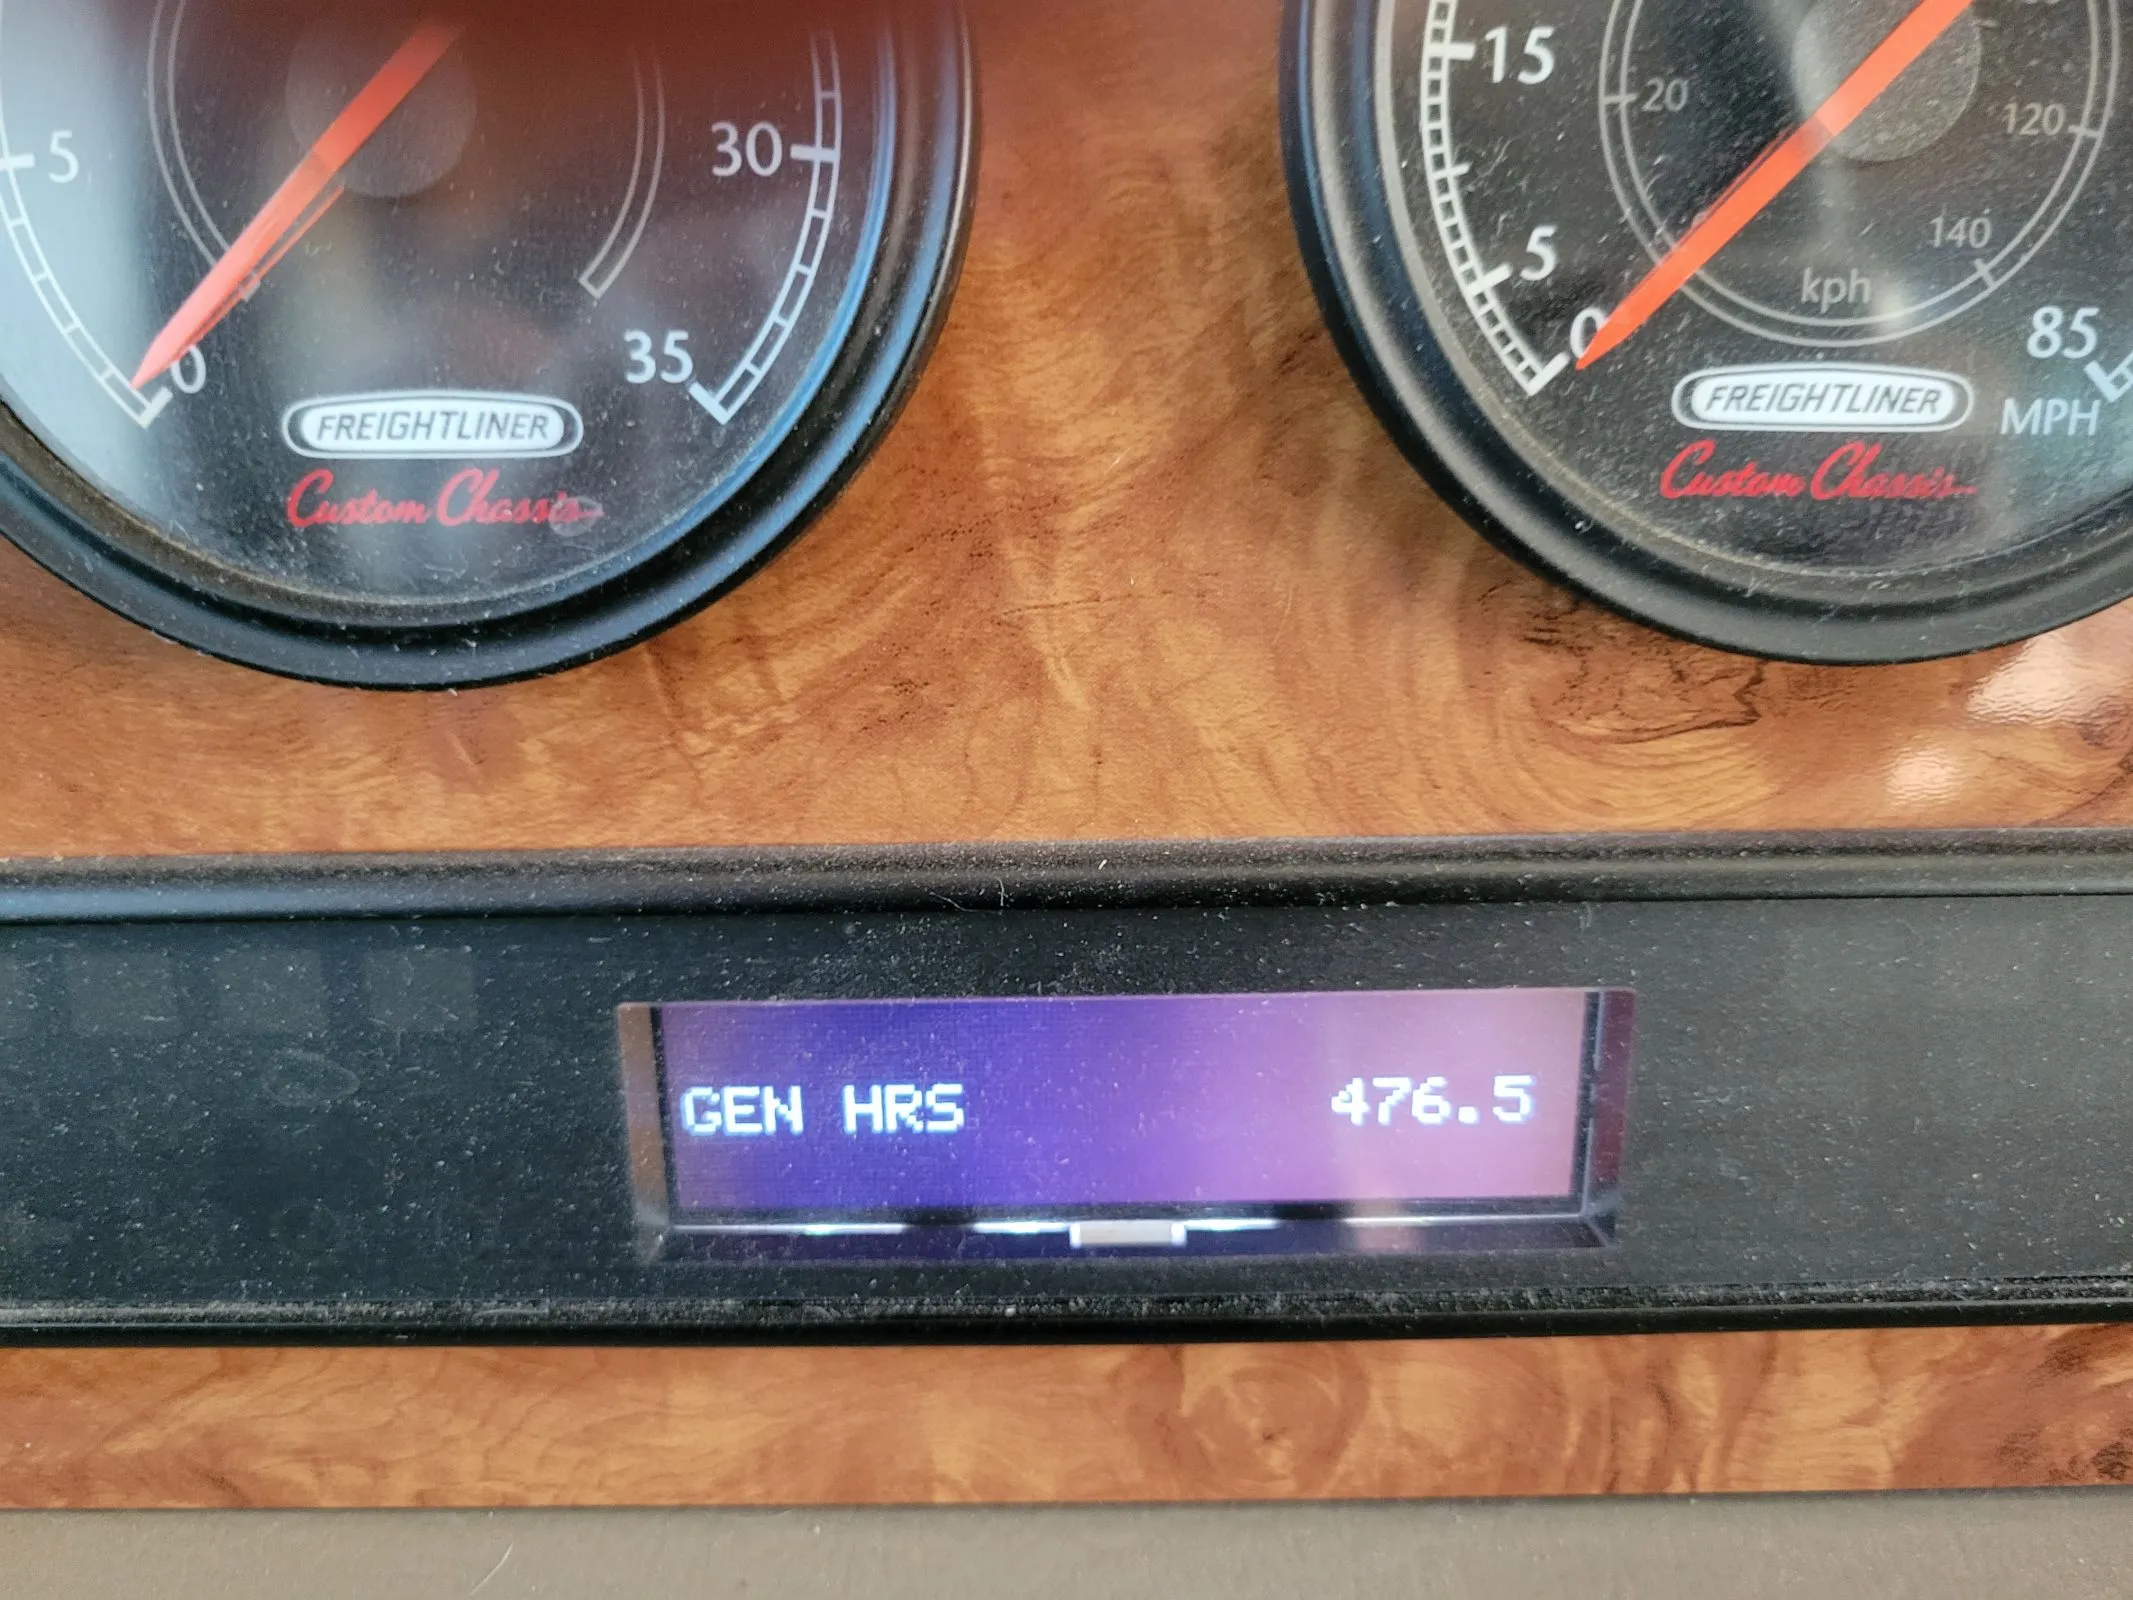 5
30
0
35
FREIGHTLINER
Custom Chassis
15
20
120
5
140
kph
0
85
FREIGHTLINER
MPH
Custom Chassis
GEN HRS 476.5